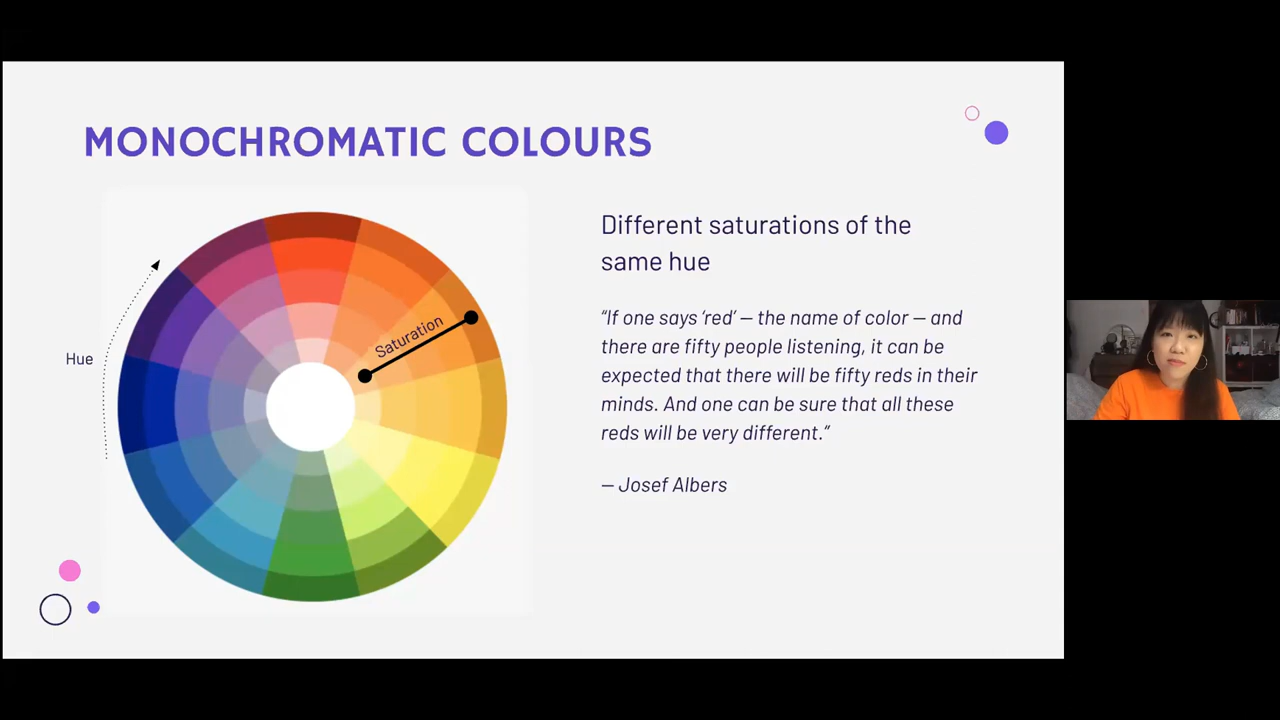 MONOCHROMATIC COLOURS
Hue
Saturation
Different saturations of the
same hue
“If one says ‘red’ – the name of color – and
there are fifty people listening, it can be
expected that there will be fifty reds in their
minds. And one can be sure that all these
reds will be very different.”
– Josef Albers